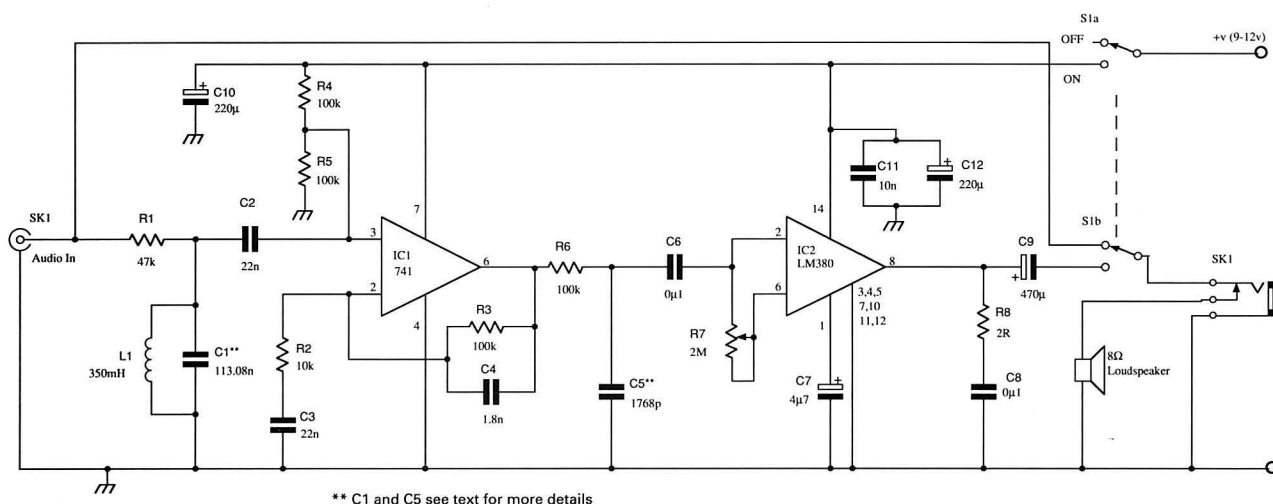 S1a
OFF
+v (9-12v)
ON
+
C10
220µ
R4
100k
R5
100k
C11
10n
+
C12
220µ
SK1
Audio In
R1
47k
C2
22n
7
3
IC1
741
6
2
4
R6
100k
C6
0µ1
14
2
IC2
LM380
8
6
3,4,5
7,10
11,12
1
S1b
C9
+
470µ
SK1
R3
100k
C4
1.8n
R7
2M
R8
2R
L1
350mH
C1**
113.08n
R2
10k
C3
22n
C5**
1768p
C7
+
4µ7
C8
0µ1
8Ω
Loudspeaker
** C1 and C5 see text for more details